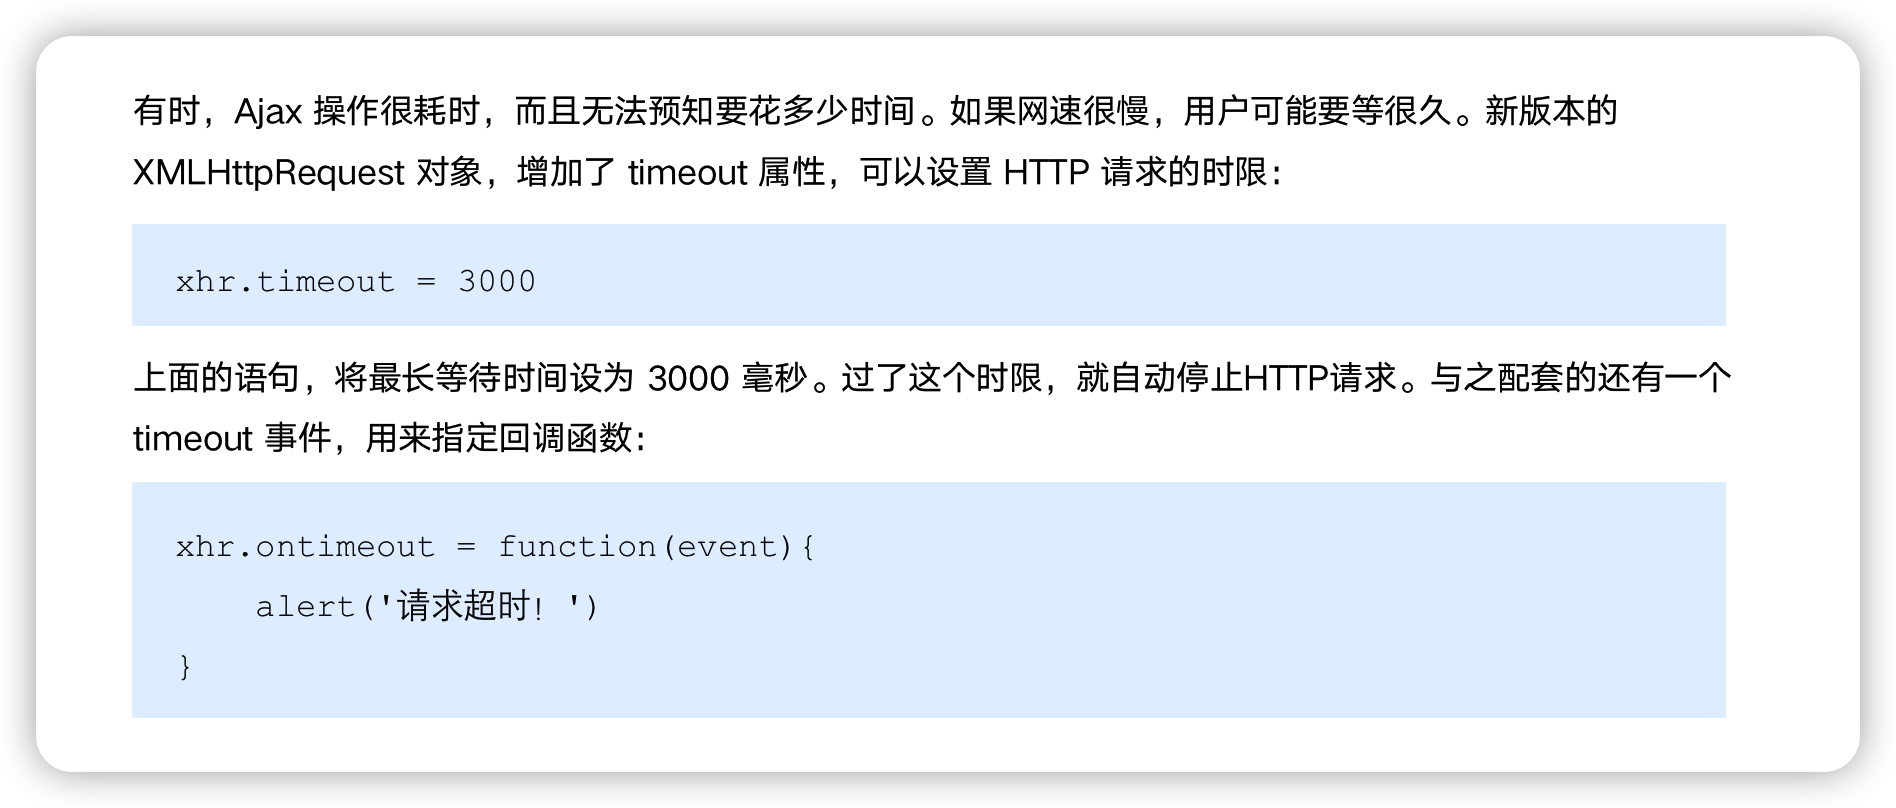 有时，Ajax 操作很耗时，而且无法预知要花多少时间。如果网速很慢，用户可能要等很久。新版本的
XMLHttpRequest 对象，增加了 timeout 属性，可以设置 HTTP 请求的时限：
xhr.timeout = 3000
上面的语句，将最长等待时间设为 3000 毫秒。过了这个时限，就自动停止HTTP请求。与之配套的还有一个
timeout 事件，用来指定回调函数：
xhr.ontimeout = function(event){
    alert('请求超时！')
}